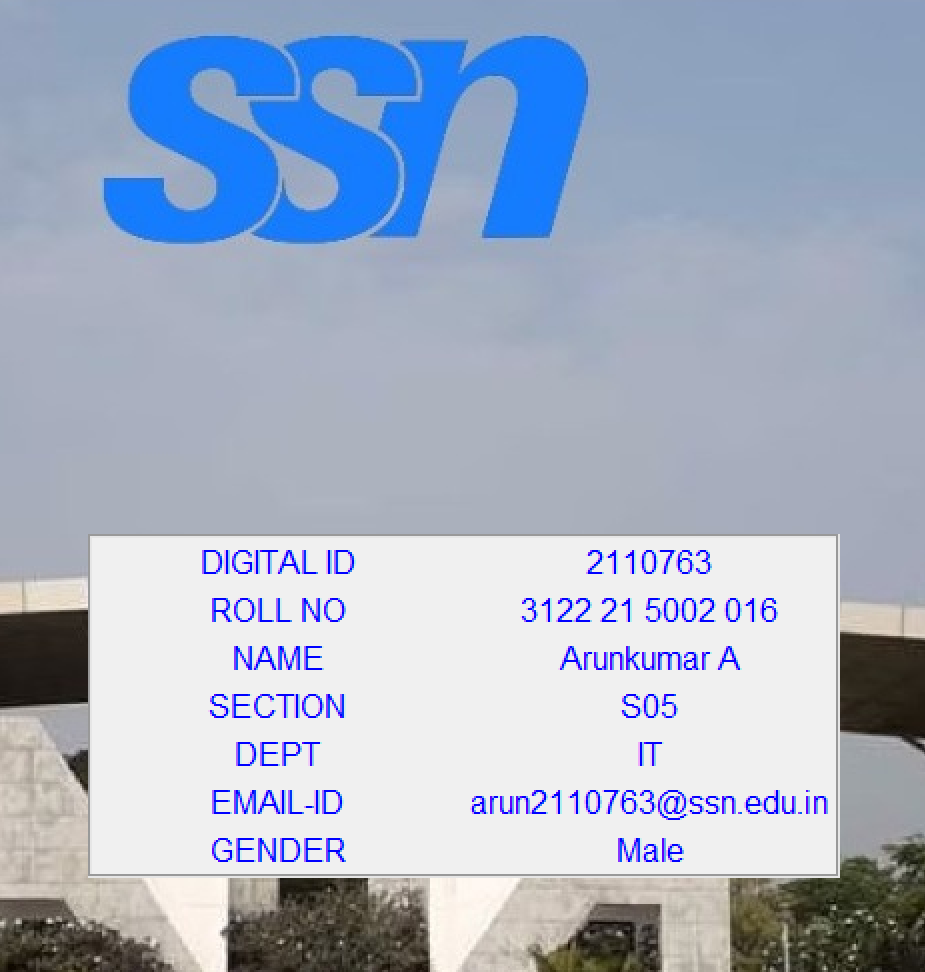 ssn
DIGITAL ID 2110763
ROLL NO 3122 21 5002 016
NAME Arunkumar A
SECTION S05
DEPT IT
EMAIL-ID arun2110763@ssn.edu.in
GENDER Male